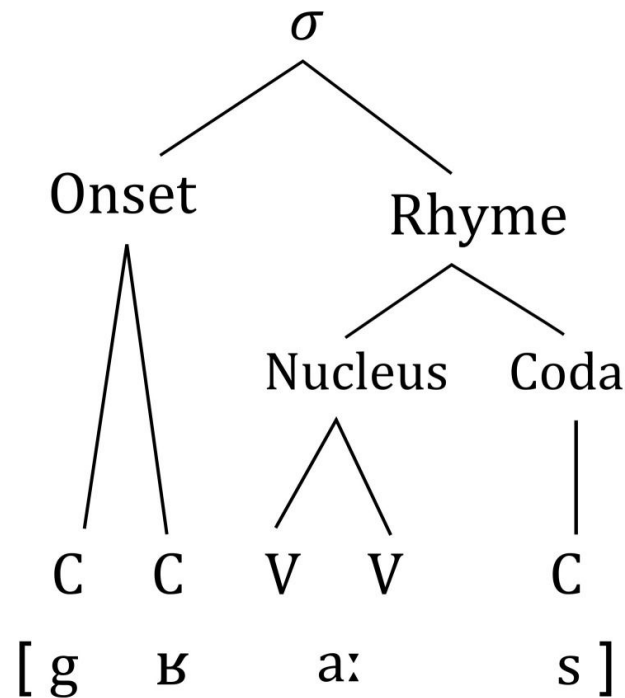 σ
Onset
Rhyme
Nucleus Coda
C C V V C
[ g ʁ aː s ]